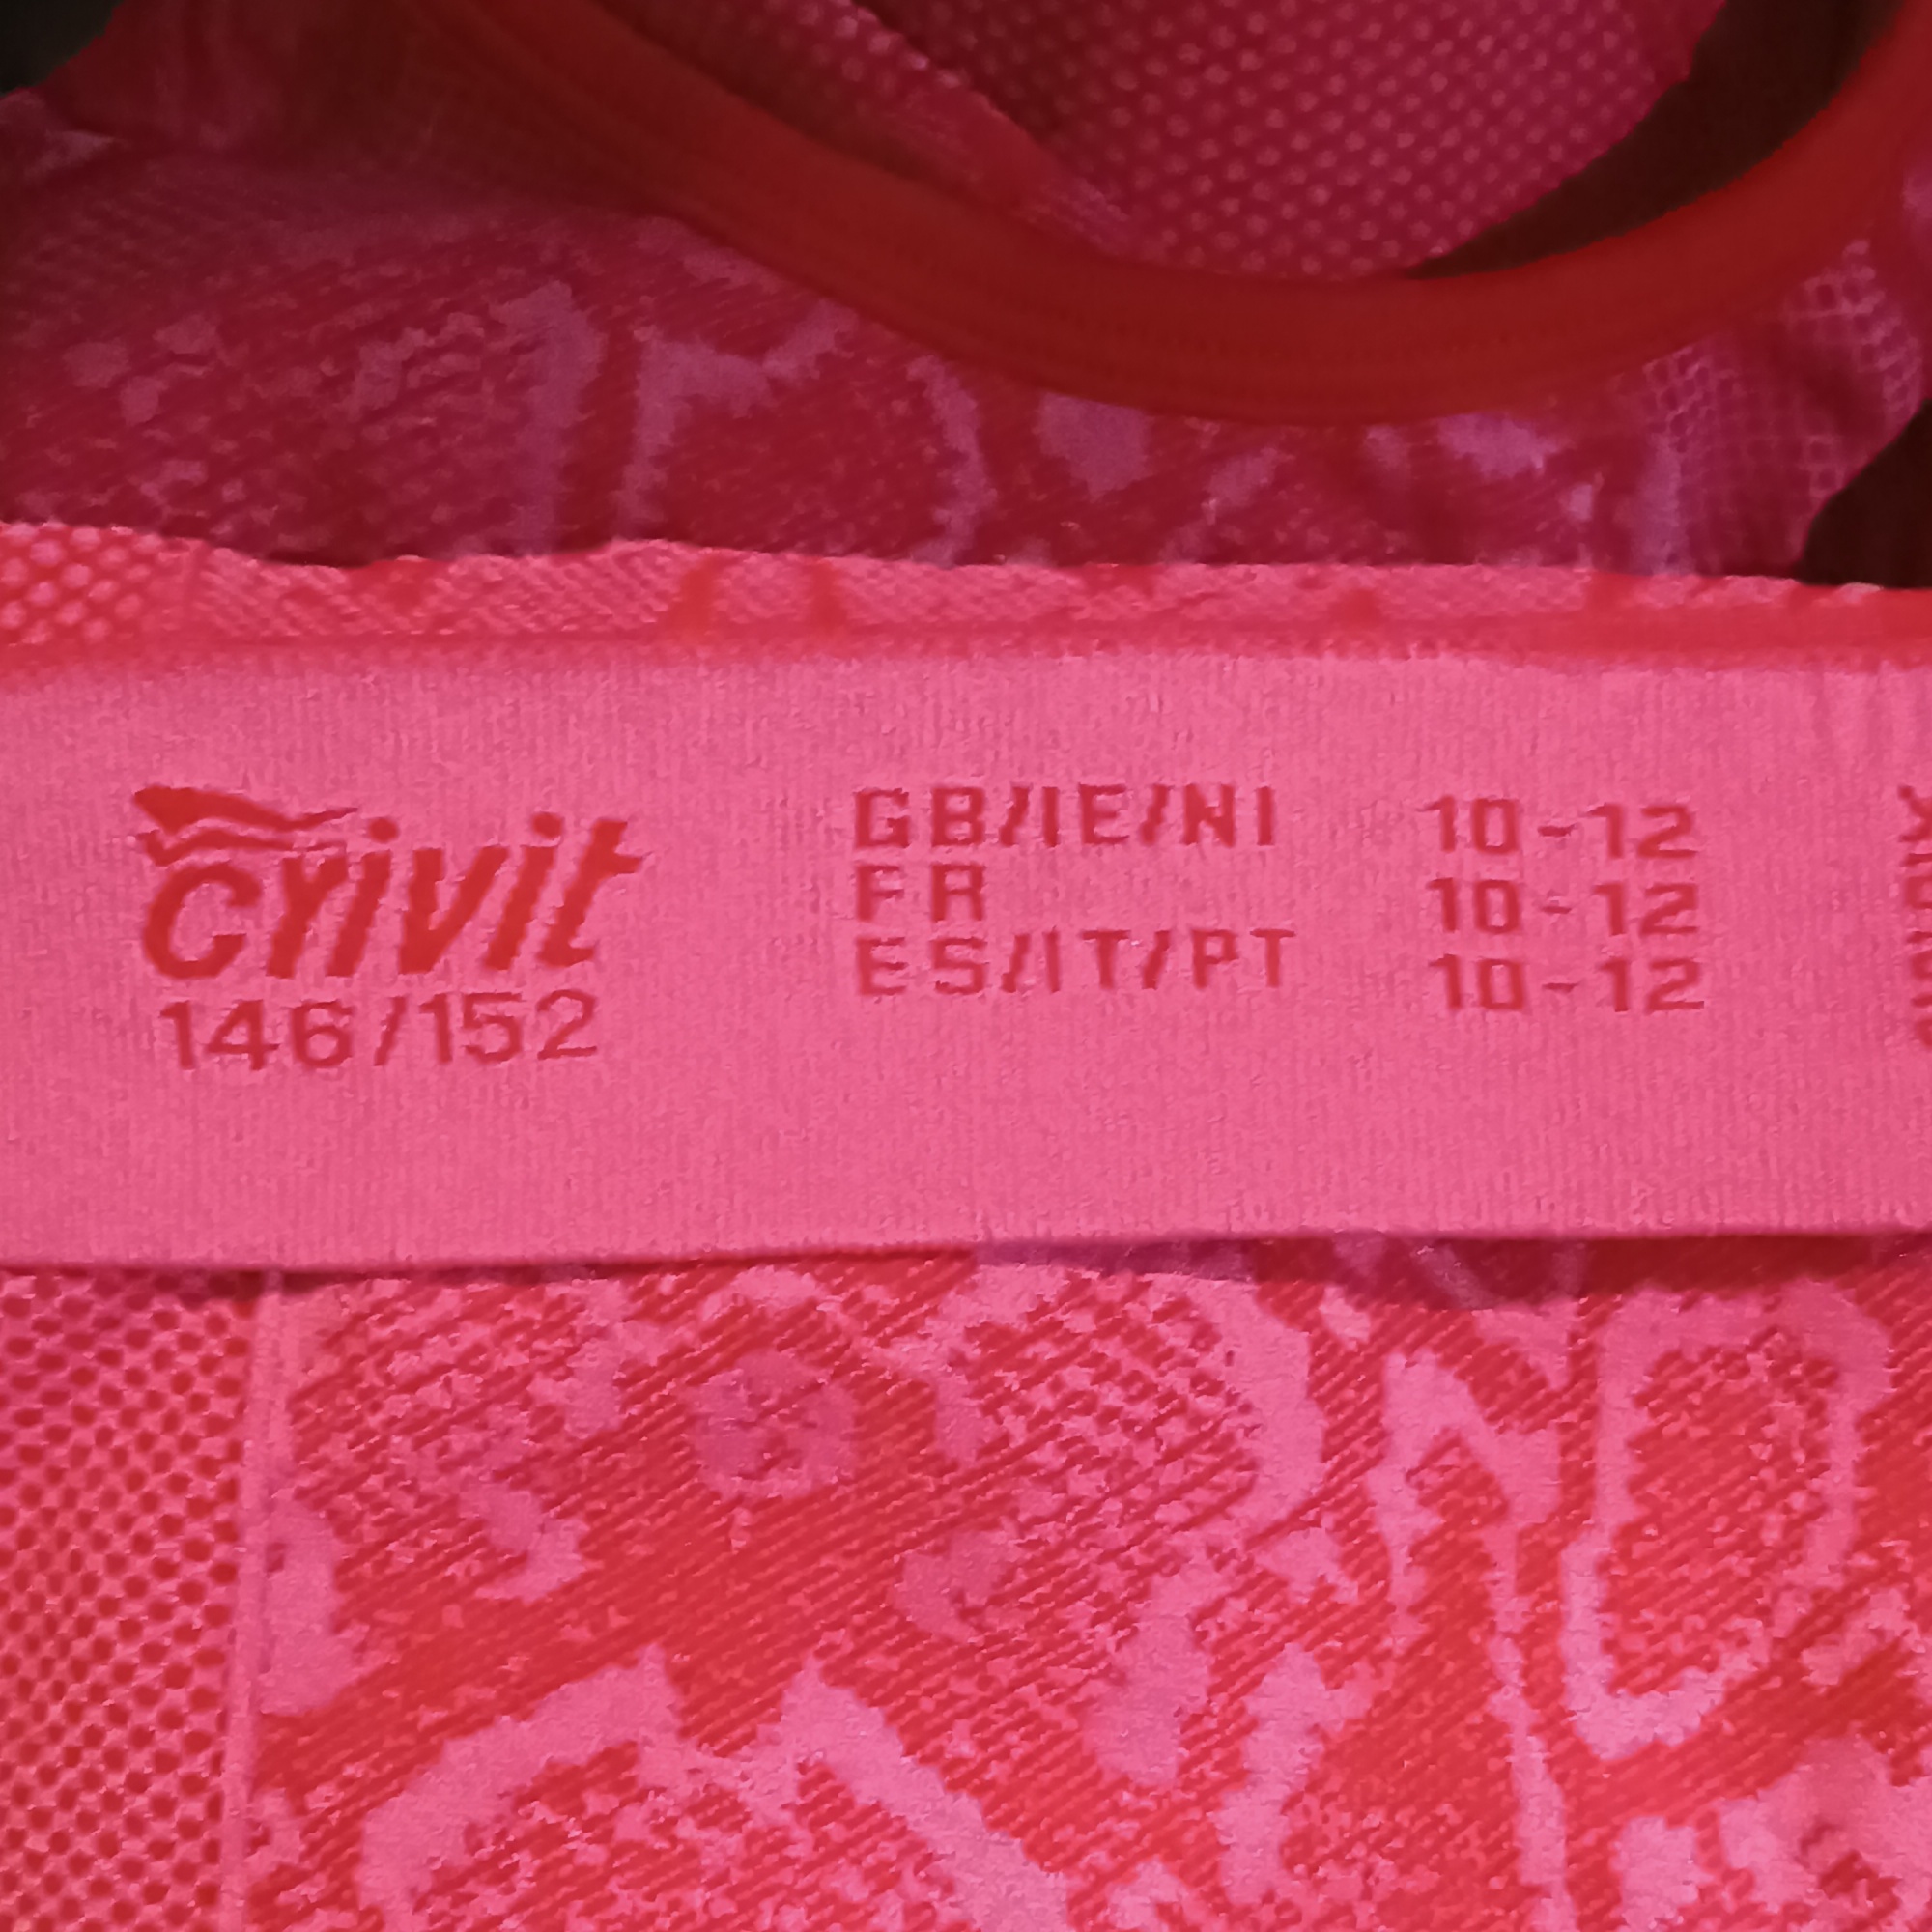 crivit
146/152
GB/IE/NI 10-12
FR 10-12
ES/IT/PT 10-12